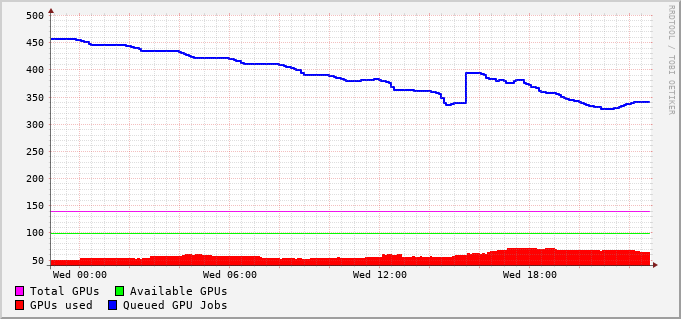 500
450
400
350
300
250
200
150
100
50
Wed 00:00 Wed 06:00 Wed 12:00 Wed 18:00
Total GPUs Available GPUs
GPUs used Queued GPU Jobs
RRDTOOL / TOBI OETIKER